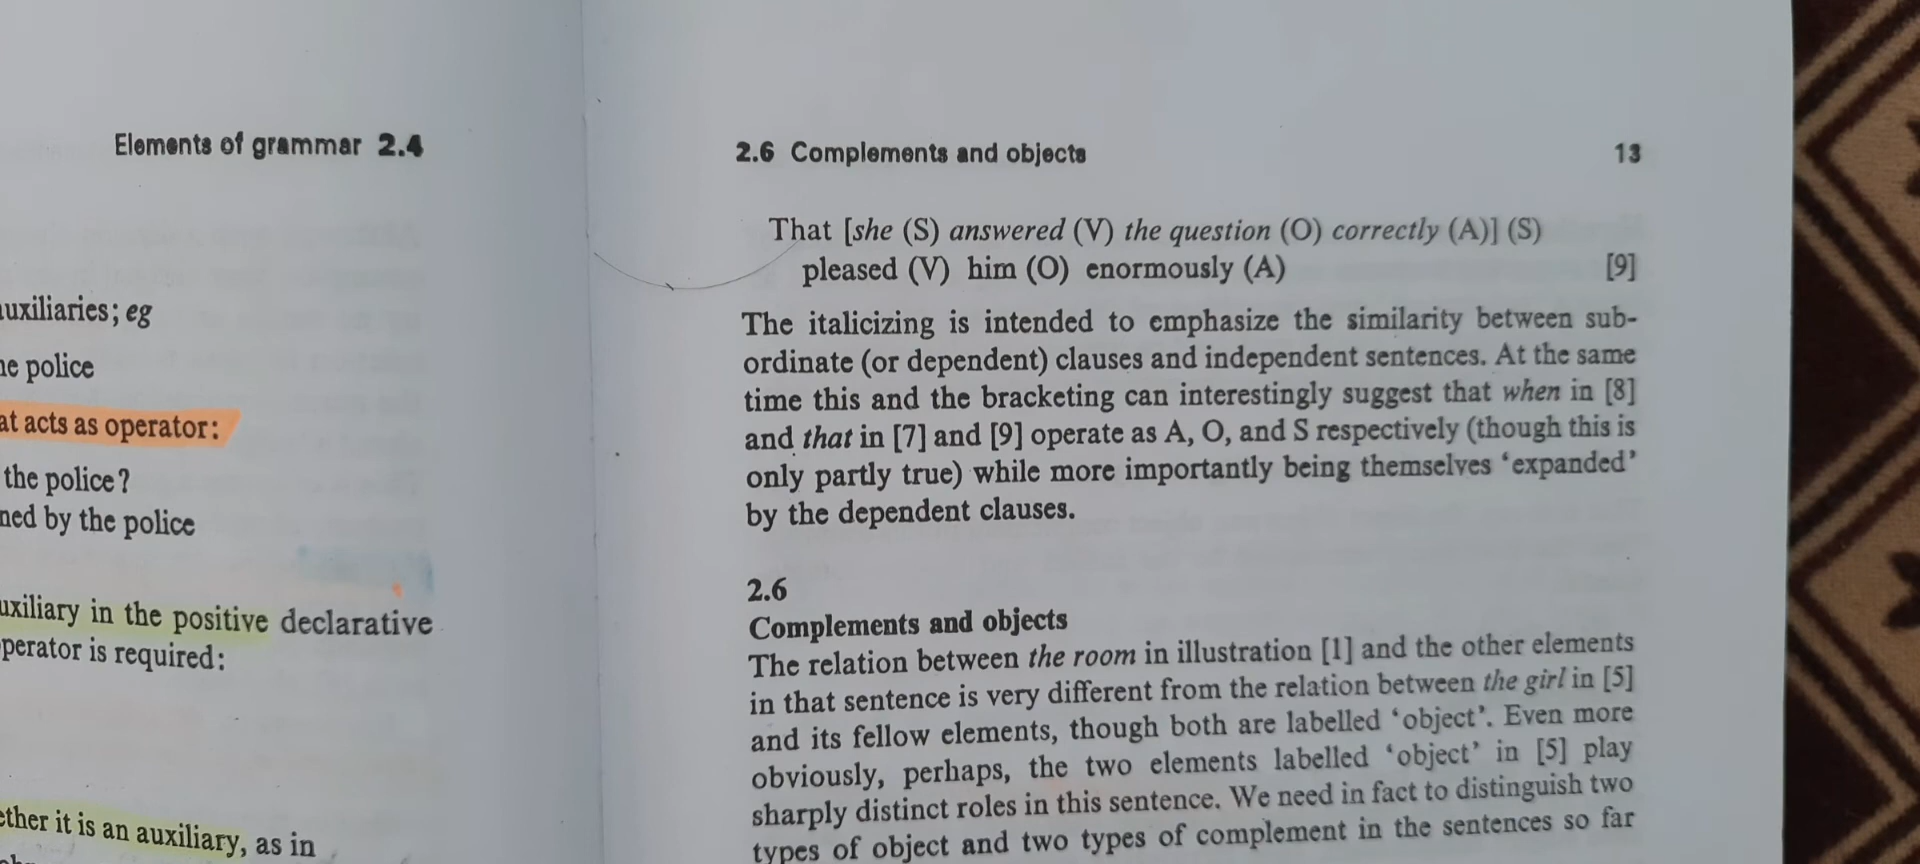 Elements of grammar 2.4
auxiliaries; eg
police
at acts as operator:
the police?
by the police
auxiliary in the positive declarative
operator is required:
it is an auxiliary, as in
2.6 Complements and objects 13
That [she (S) answered (V) the question (O) correctly (A)] (S)
pleased (V) him (O) enormously (A) [9]
The italicizing is intended to emphasize the similarity between sub-
ordinate (or dependent) clauses and independent sentences. At the same
time this and the bracketing can interestingly suggest that when in [8]
and that in [7] and [9] operate as A, O, and S respectively (though this is
only partly true) while more importantly being themselves ‘expanded’
by the dependent clauses.
2.6
Complements and objects
The relation between the room in illustration [1] and the other elements
in that sentence is very different from the relation between the girl in [5]
and its fellow elements, though both are labelled ‘object’. Even more
obviously, perhaps, the two elements labelled ‘object’ in [5] play
sharply distinct roles in this sentence. We need in fact to distinguish two
types of object and two types of complement in the sentences so far